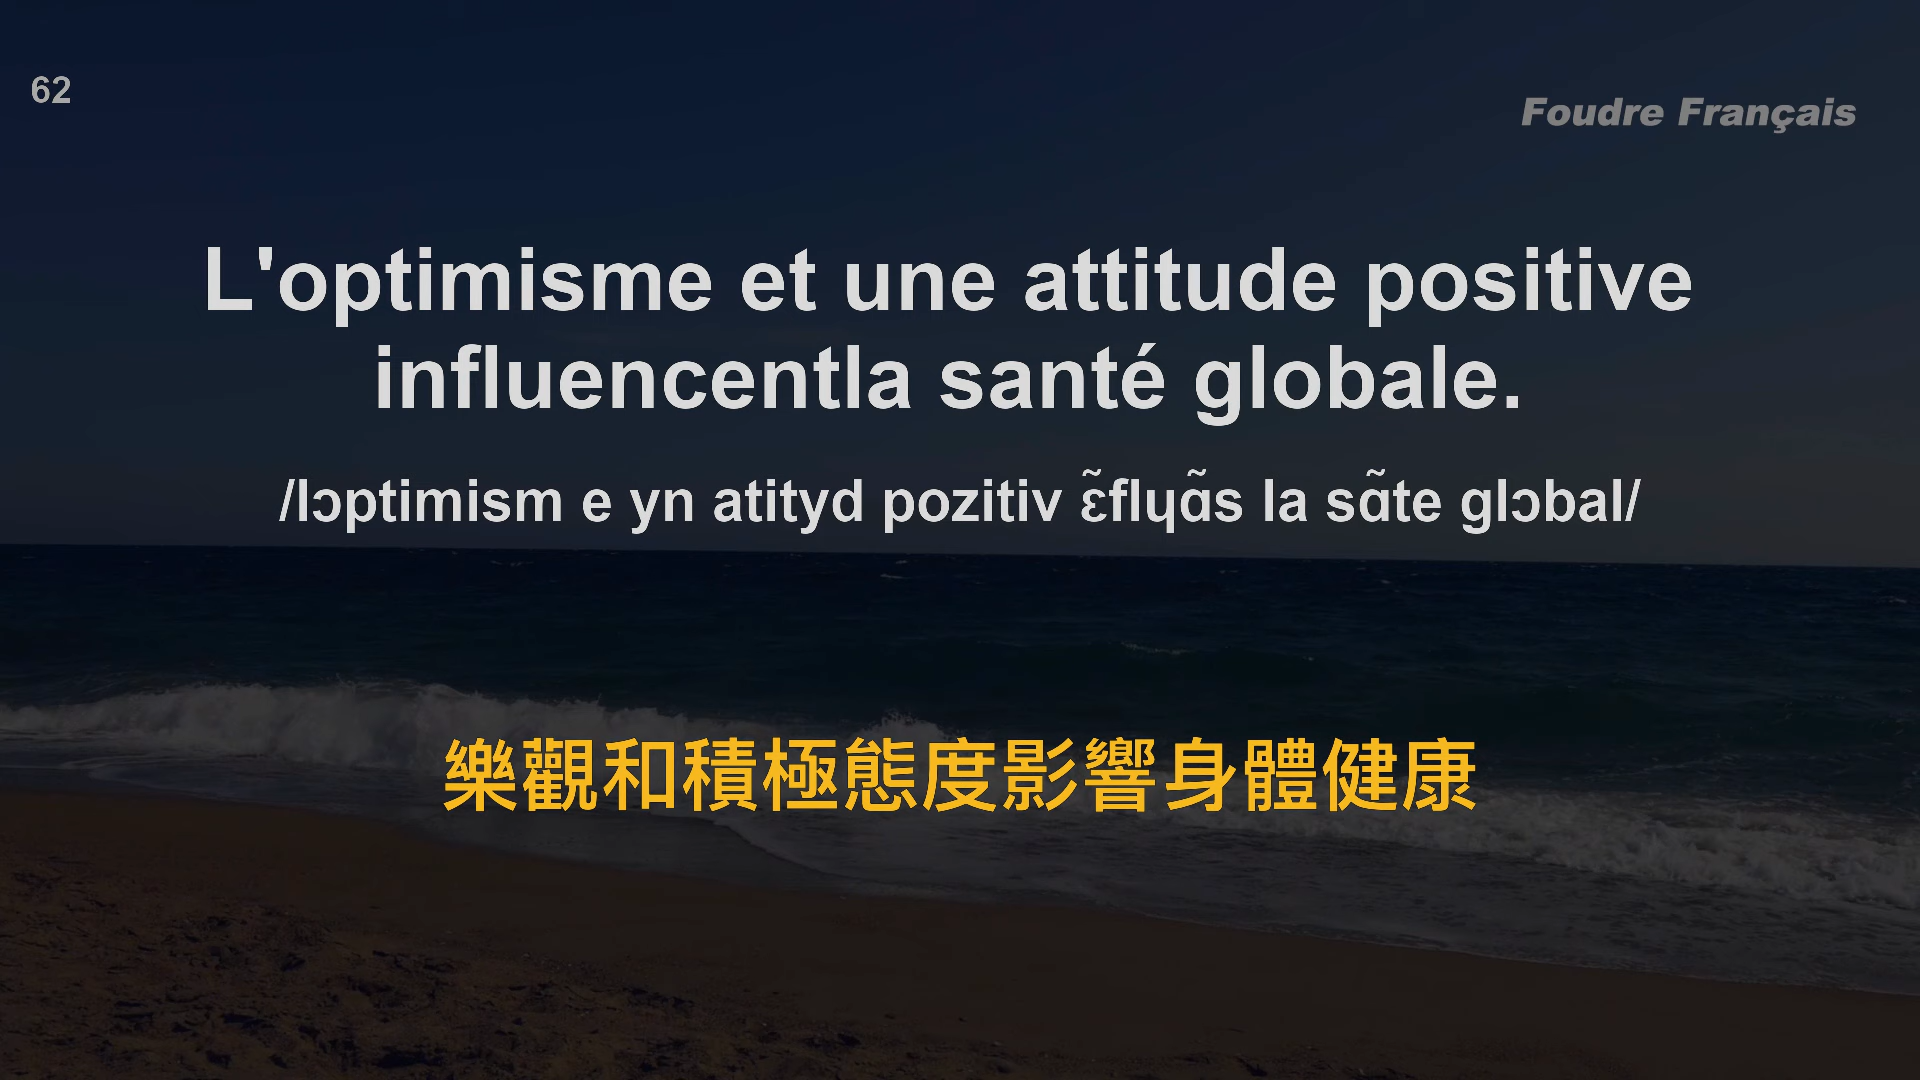 62
Foudre Français
L'optimisme et une attitude positive
influencentla santé globale.
/lɔptimism e yn atityd pozitiv ɛ̃flɥɑ̃s la sɑ̃te glɔbal/
樂觀和積極態度影響身體健康